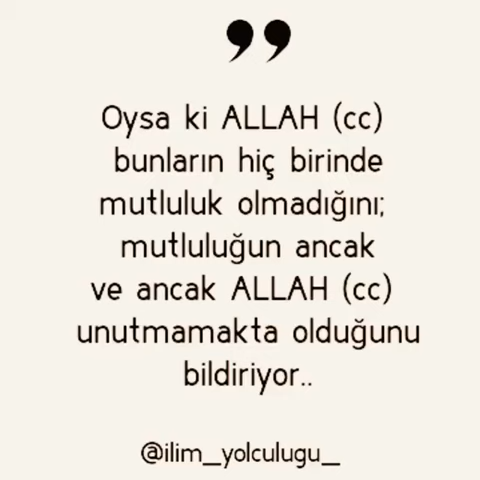 ”
Oysa ki ALLAH (cc)
bunların hiç birinde
mutluluk olmadığını;
mutluluğun ancak
ve ancak ALLAH (cc)
unutmamakta olduğunu
bildiriyor..
@ilim_yolculugu_